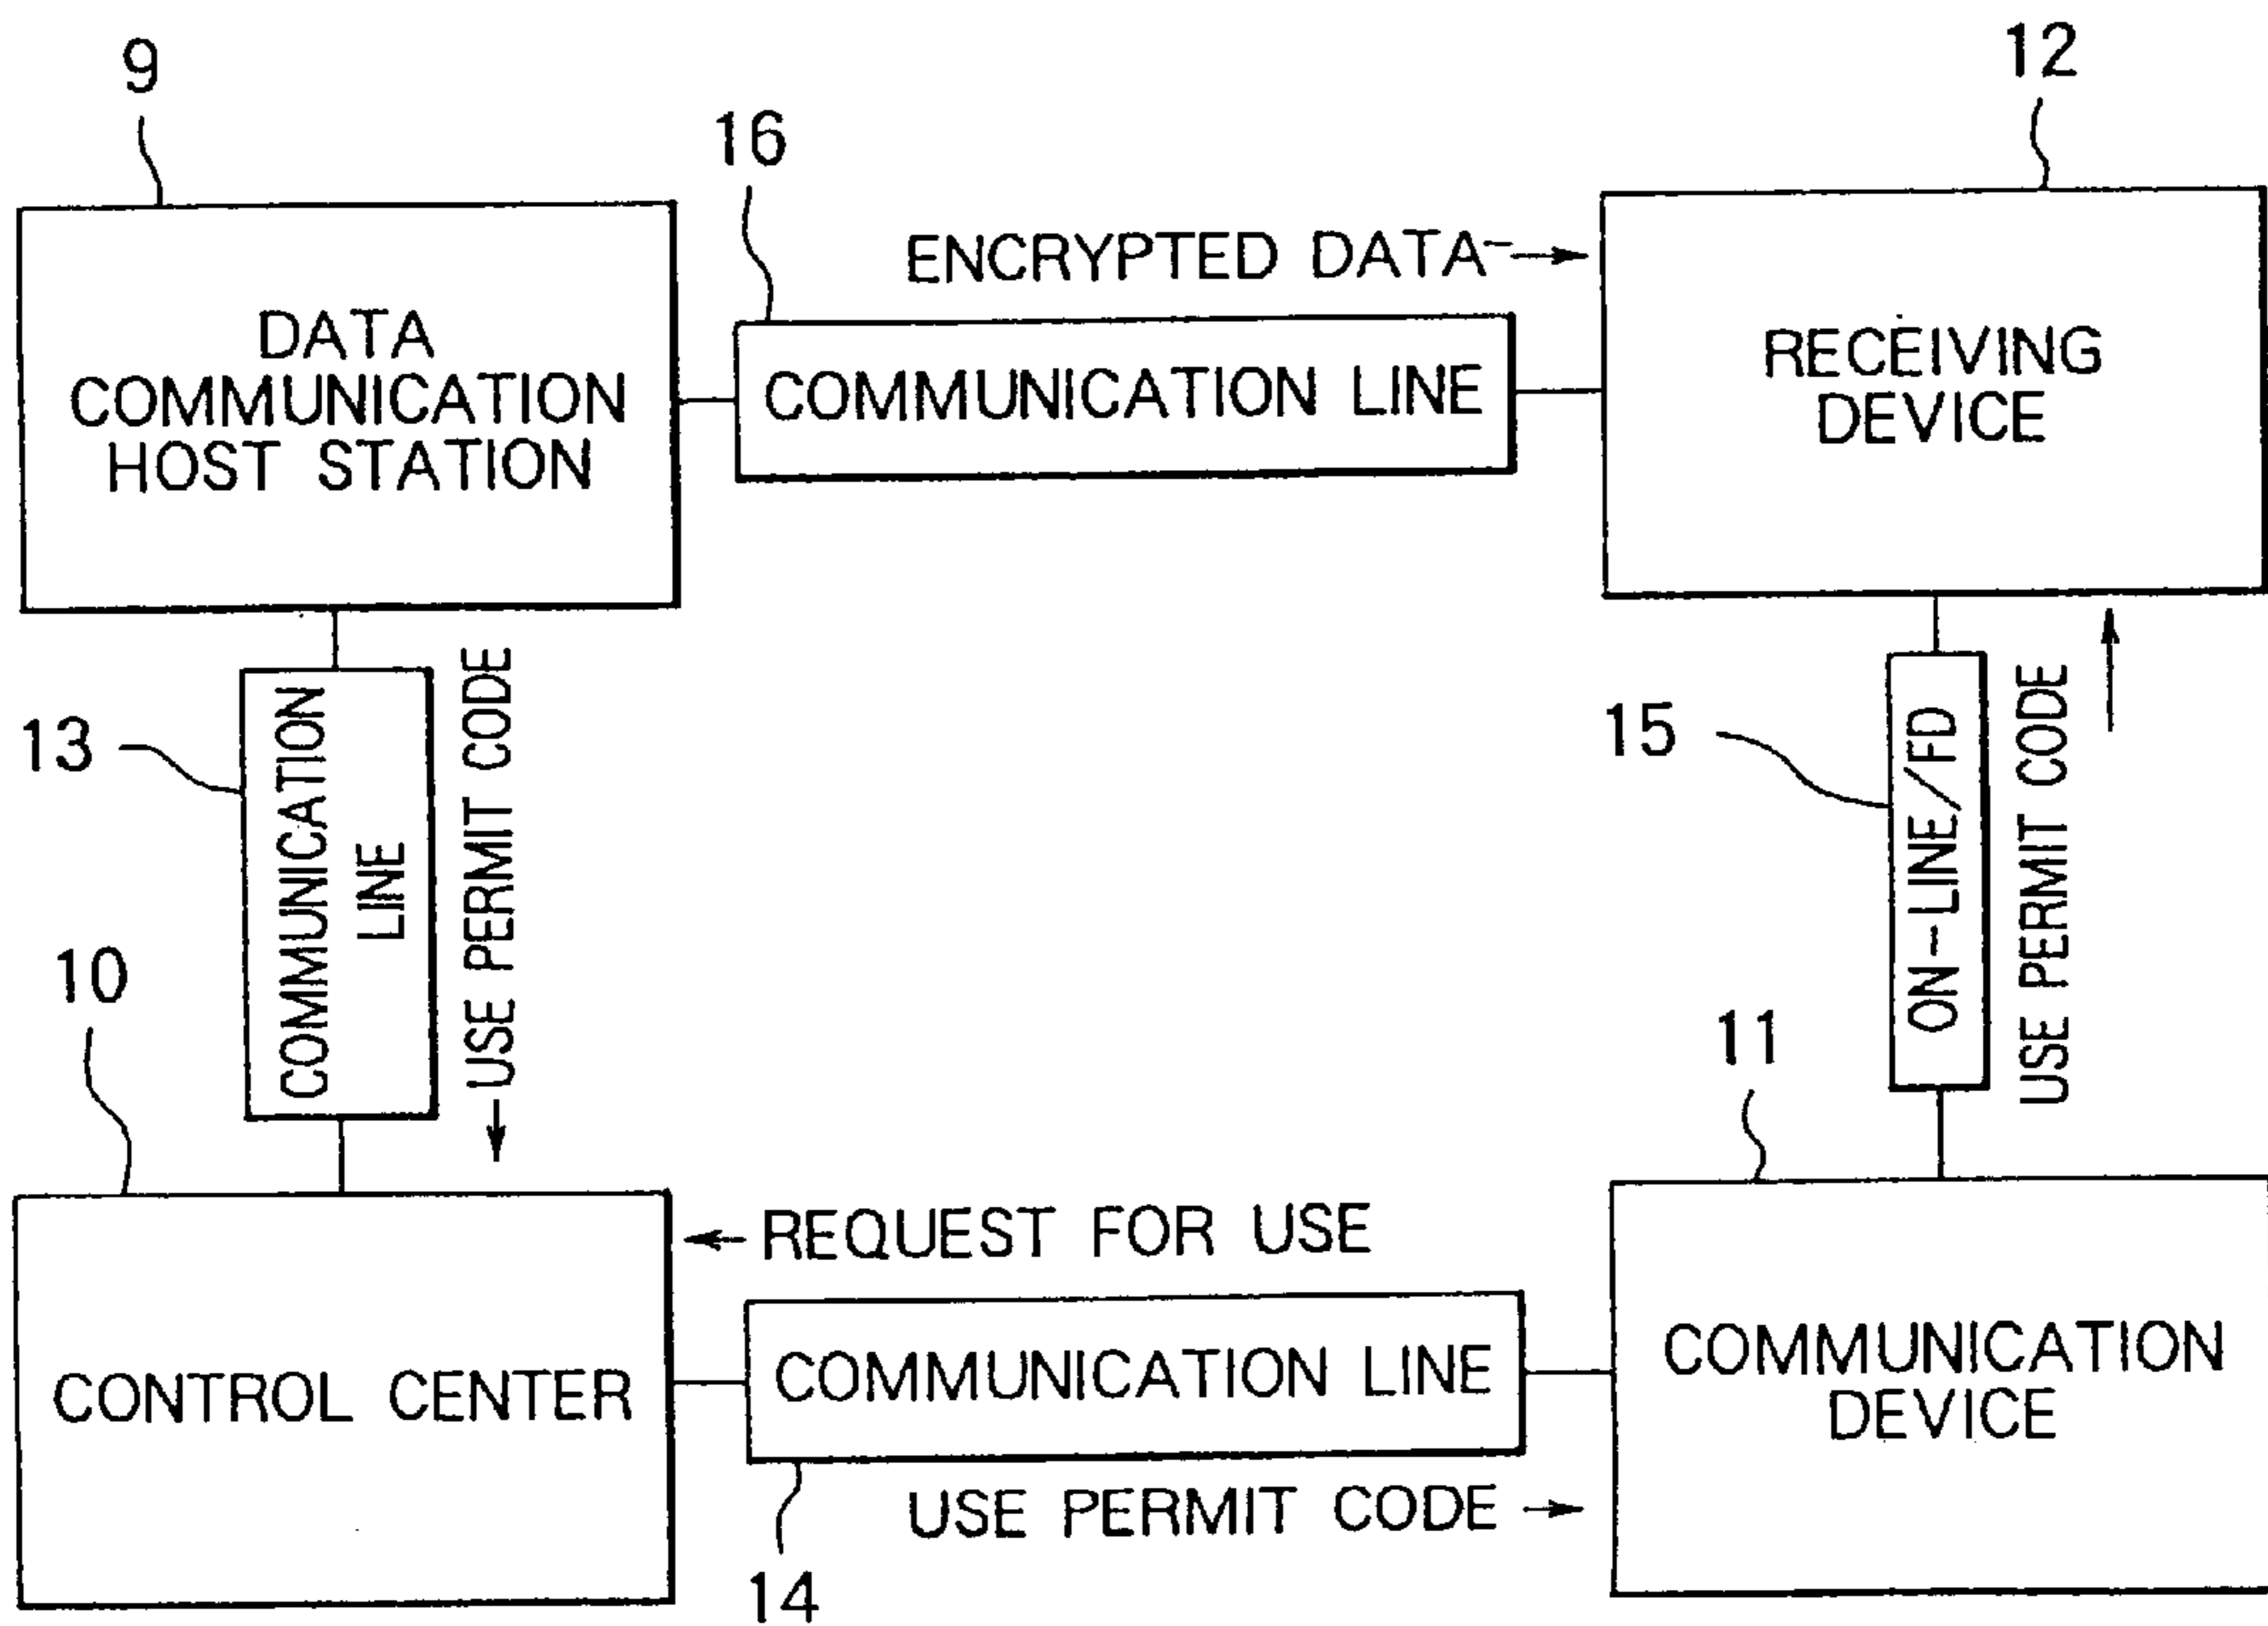 9
12
16
ENCRYPTED DATA
DATA
COMMUNICATION
HOST STATION
COMMUNICATION LINE
RECEIVING
DEVICE
13
COMMUNICATION
LINE
USE PERMIT CODE
15
ON-LINE/FD
USE PERMIT CODE
10
11
REQUEST FOR USE
CONTROL CENTER
COMMUNICATION LINE
COMMUNICATION
DEVICE
USE PERMIT CODE
14